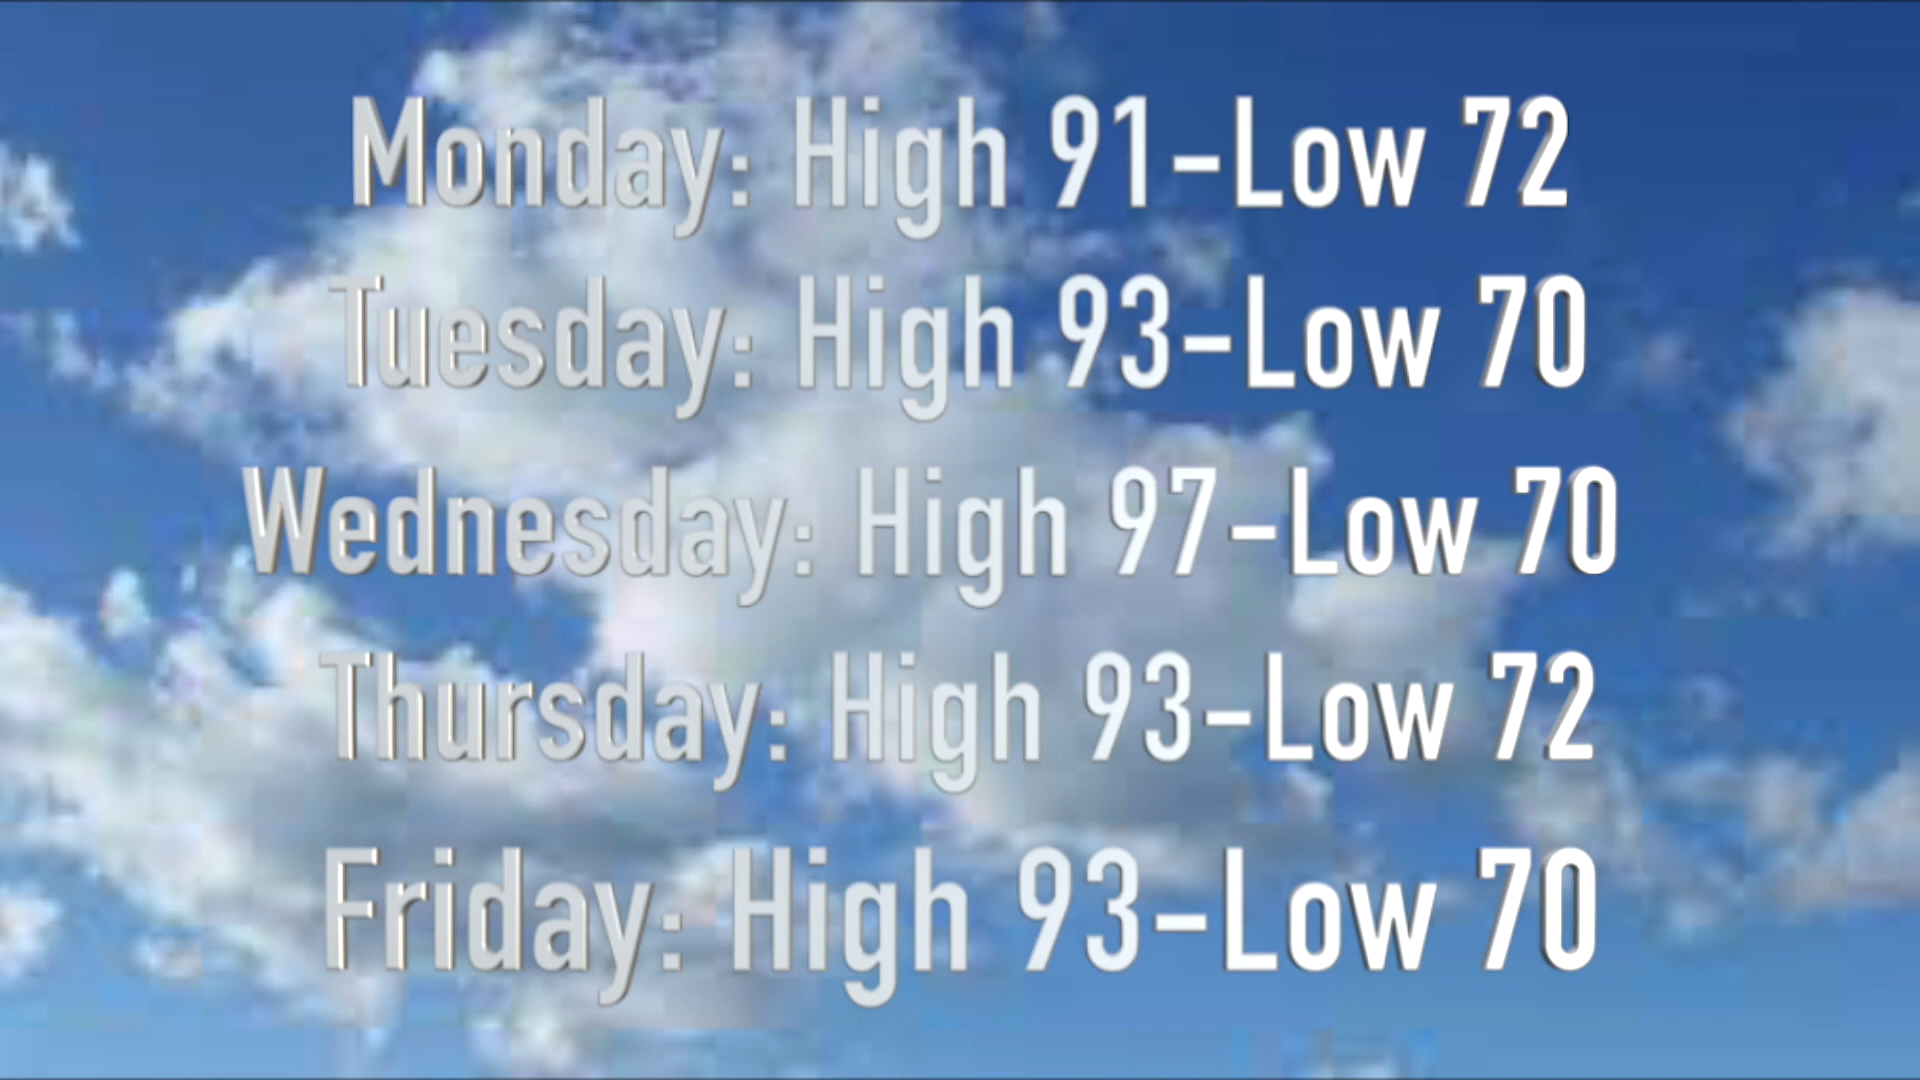 Monday: High 91-Low 72
Tuesday: High 93-Low 70
Wednesday: High 97-Low 70
Thursday: High 93-Low 72
Friday: High 93-Low 70